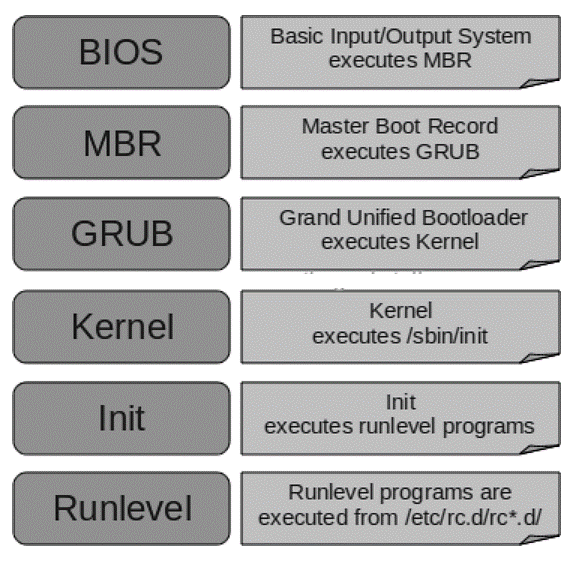 BIOS
Basic Input/Output System
executes MBR
MBR
Master Boot Record
executes GRUB
GRUB
Grand Unified Bootloader
executes Kernel
Kernel
Kernel
executes /sbin/init
Init
Init
executes runlevel programs
Runlevel
Runlevel programs are
executed from /etc/rc.d/rc*.d/